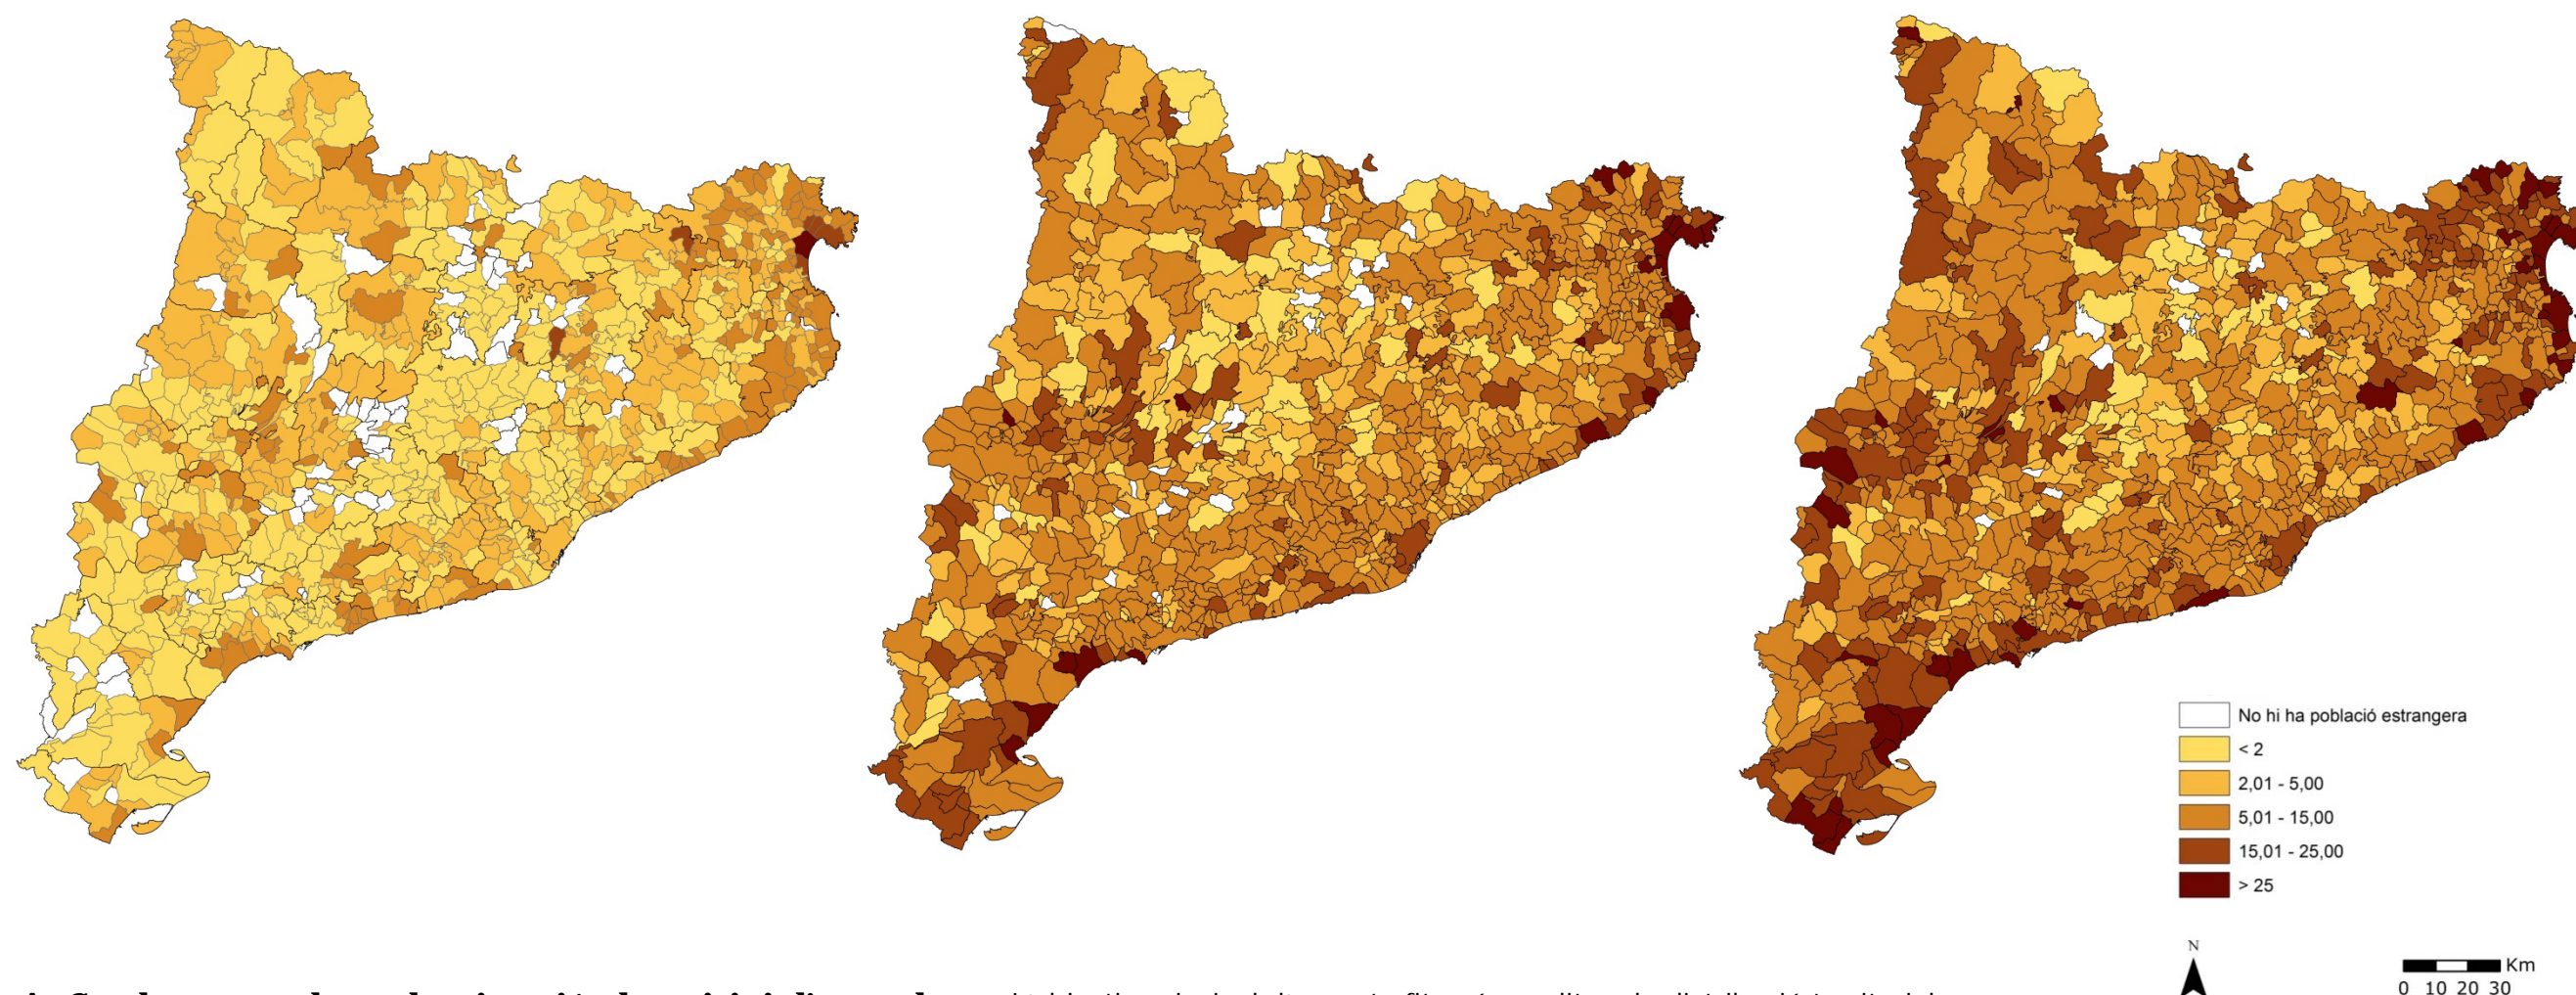 No hi ha població estrangera
< 2
2,01 - 5,00
5,01 - 15,00
15,01 - 25,00
> 25
N
Km
0 10 20 30